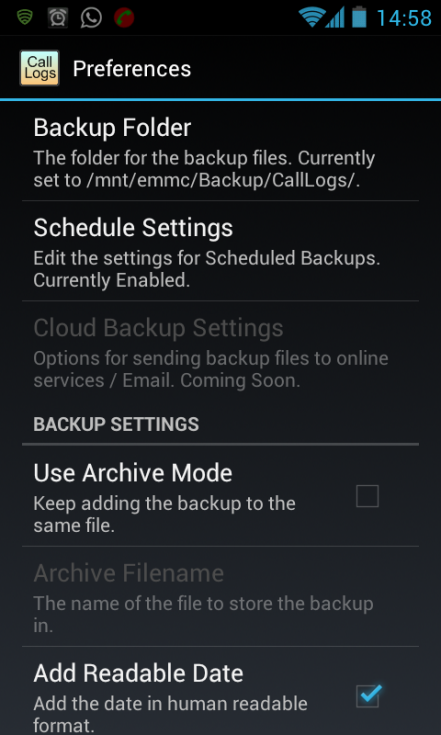 14:58
Call
Logs
Preferences
Backup Folder
The folder for the backup files. Currently
set to /mnt/emmc/Backup/CallLogs/.
Schedule Settings
Edit the settings for Scheduled Backups.
Currently Enabled.
Cloud Backup Settings
Options for sending backup files to online
services / Email. Coming Soon.
BACKUP SETTINGS
Use Archive Mode
Keep adding the backup to the
same file.
Archive Filename
The name of the file to store the backup
in.
Add Readable Date
Add the date in human readable
format.